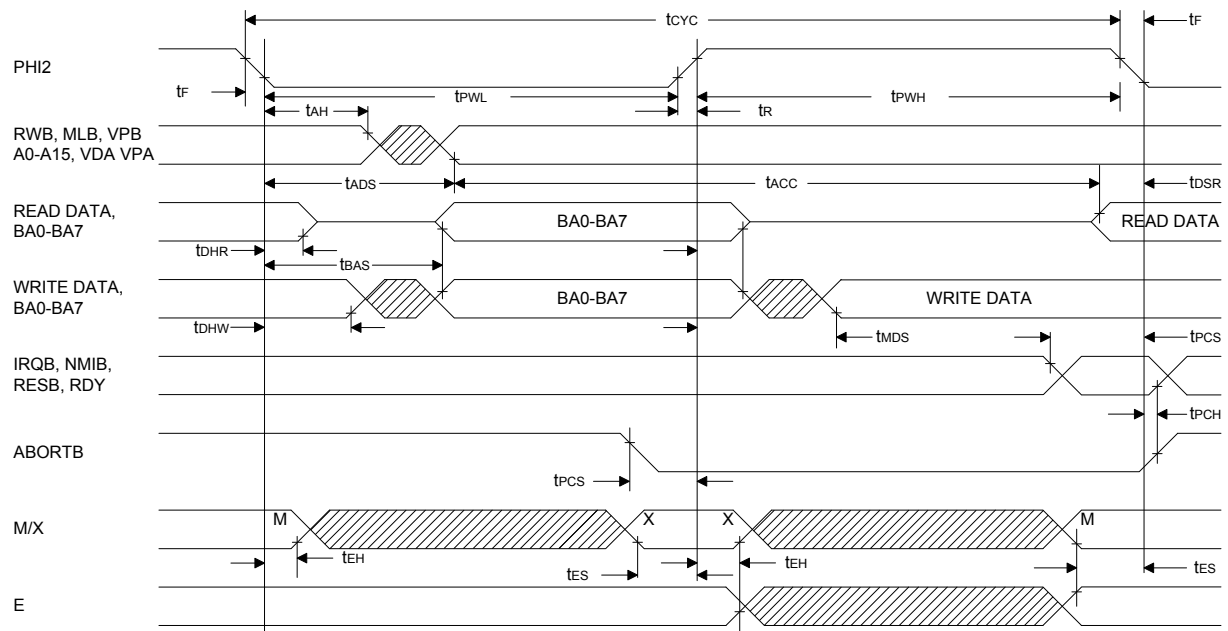 tCYC tF
PHI2
tF tPWL tR tPWH
tAH
RWB, MLB, VPB
A0-A15, VDA VPA
tADS tACC tDSR
READ DATA,
BA0-BA7
BA0-BA7 READ DATA
tDHR tBAS
WRITE DATA,
BA0-BA7
BA0-BA7 WRITE DATA
tDHW tMDS tPCS
IRQB, NMIB,
RESB, RDY
tPCH
ABORTB
tPCS
M/X M X X M
tEH tES tEH tES
E